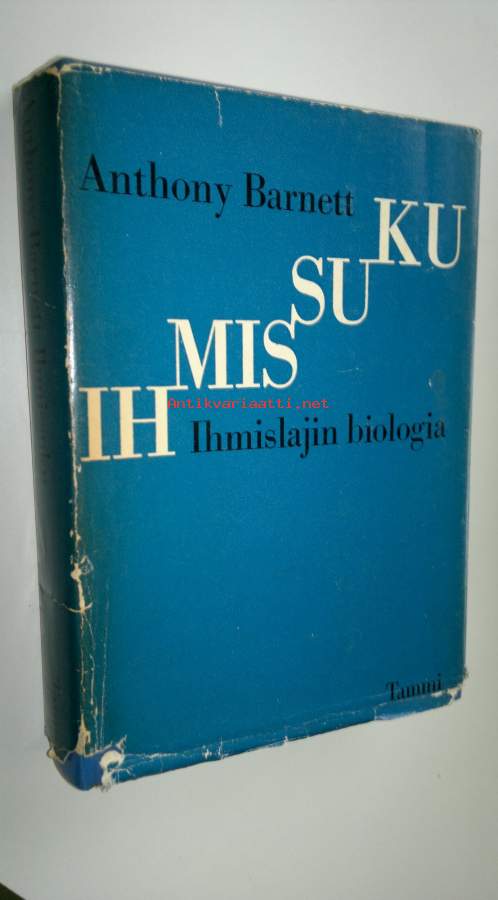 Anthony Barnett
KU
SU
MIS
IH
Antikvariaatti.net
Ihmislajin biologia
Tammi